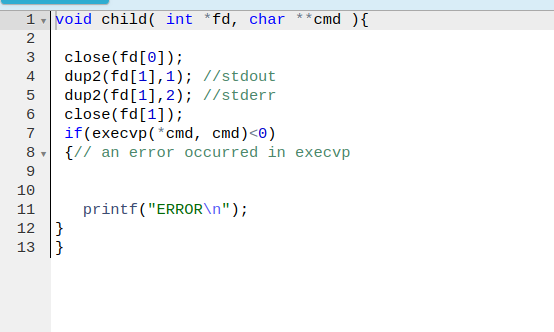 1 void child( int *fd, char **cmd ){
2
3 close(fd[0]);
4 dup2(fd[1],1); //stdout
5 dup2(fd[1],2); //stderr
6 close(fd[1]);
7 if(execvp(*cmd, cmd)<0)
8 {// an error occurred in execvp
9
10
11 printf("ERROR\n");
12 }
13 }